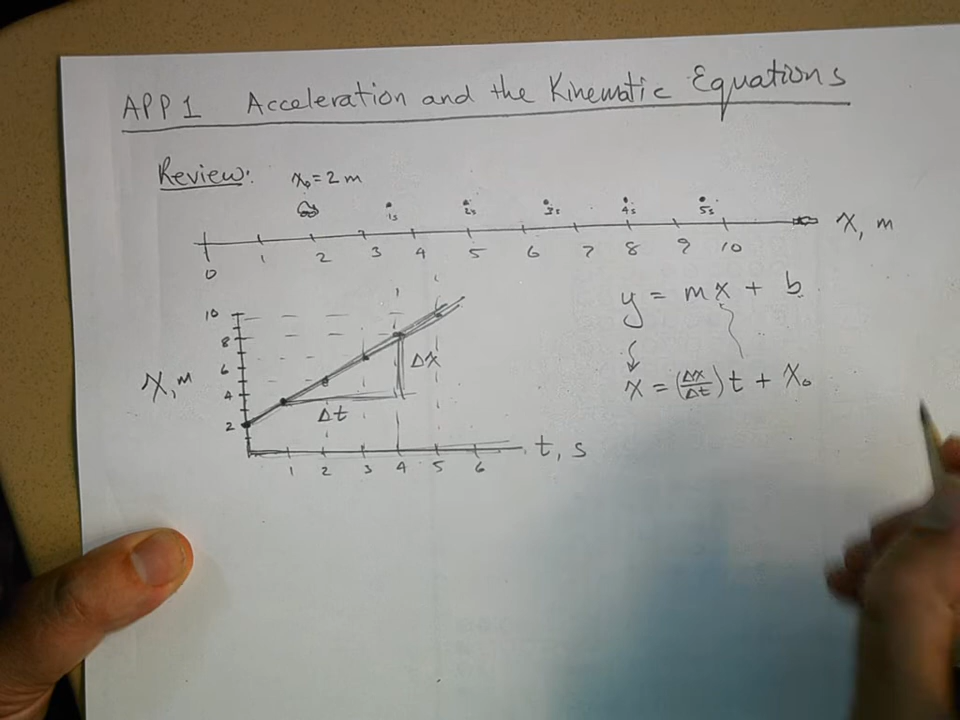 APP 1 Acceleration and the Kinematic Equations
Review: x₀ = 2 m
1s 2s 3s 4s 5s
0 1 2 3 4 5 6 7 8 9 10 X, m
y = mx + b
x = (Δx/Δt) t + x₀
10
8
6
4
2
X, m
Δx
Δt
1 2 3 4 5 6 t, s